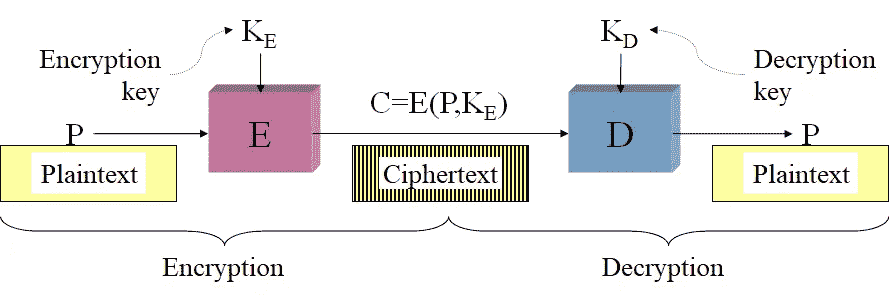 K_E
K_D
Encryption
key
Decryption
key
C=E(P,K_E)
P
E
D
P
Plaintext
Ciphertext
Plaintext
Encryption
Decryption